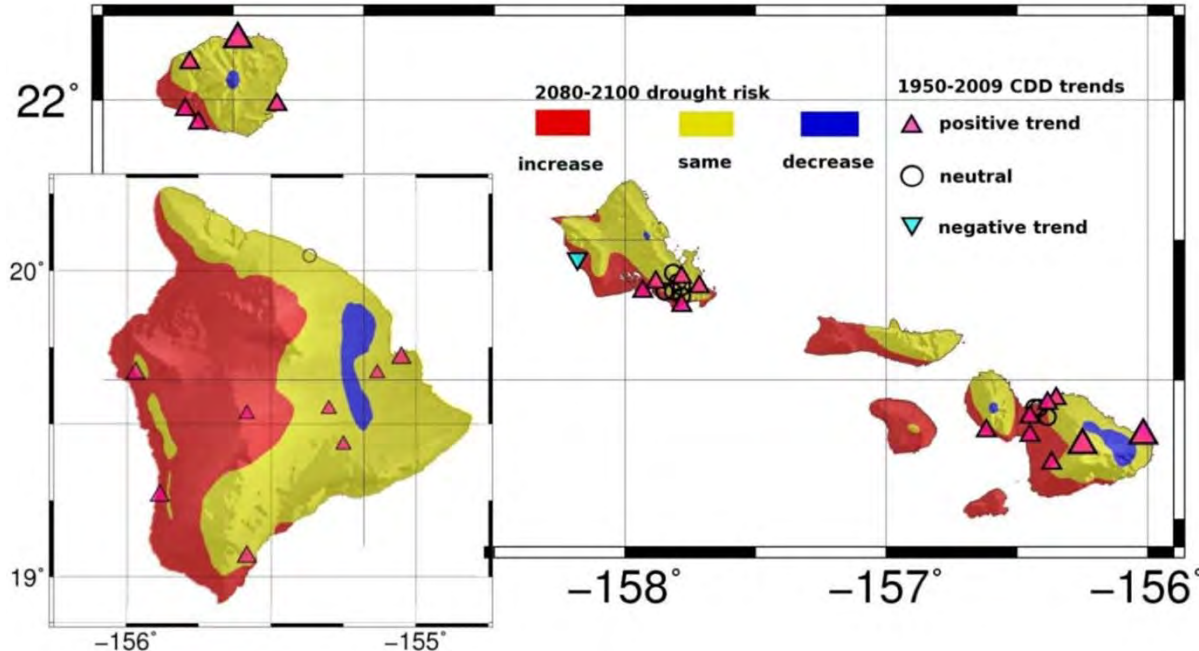 22°
2080-2100 drought risk
increase same decrease
1950-2009 CDD trends
positive trend
neutral
negative trend
20°
19°
−156° −155°
−158° −157° −156°